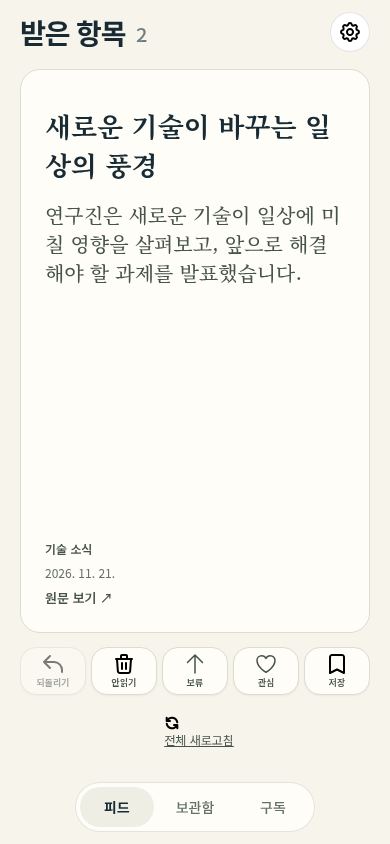 받은 항목 2
새로운 기술이 바꾸는 일
상의 풍경
연구진은 새로운 기술이 일상에 미
칠 영향을 살펴보고, 앞으로 해결
해야 할 과제를 발표했습니다.
기술 소식
2026. 11. 21.
원문 보기 ↗
되돌리기 안읽기 보류 관심 저장
전체 새로고침
피드 보관함 구독